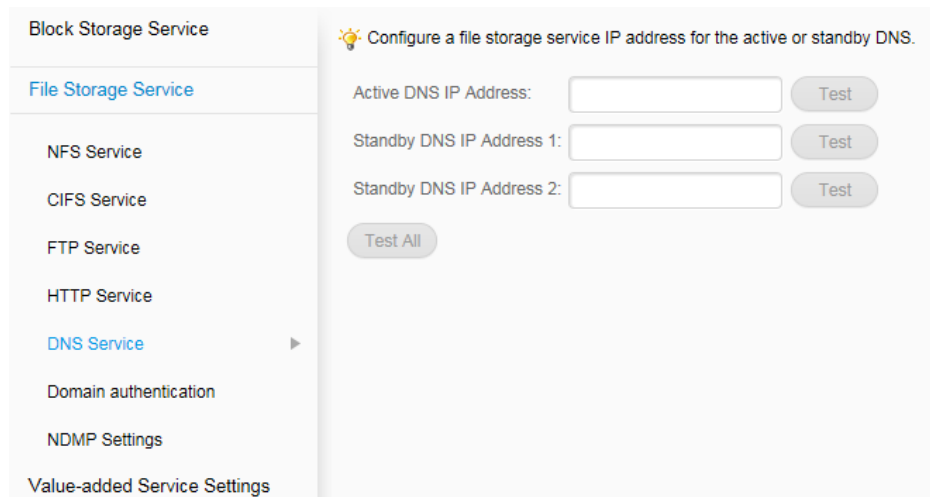 Block Storage Service
File Storage Service
NFS Service
CIFS Service
FTP Service
HTTP Service
DNS Service
Domain authentication
NDMP Settings
Value-added Service Settings
Configure a file storage service IP address for the active or standby DNS.
Active DNS IP Address:
Test
Standby DNS IP Address 1:
Test
Standby DNS IP Address 2:
Test
Test All